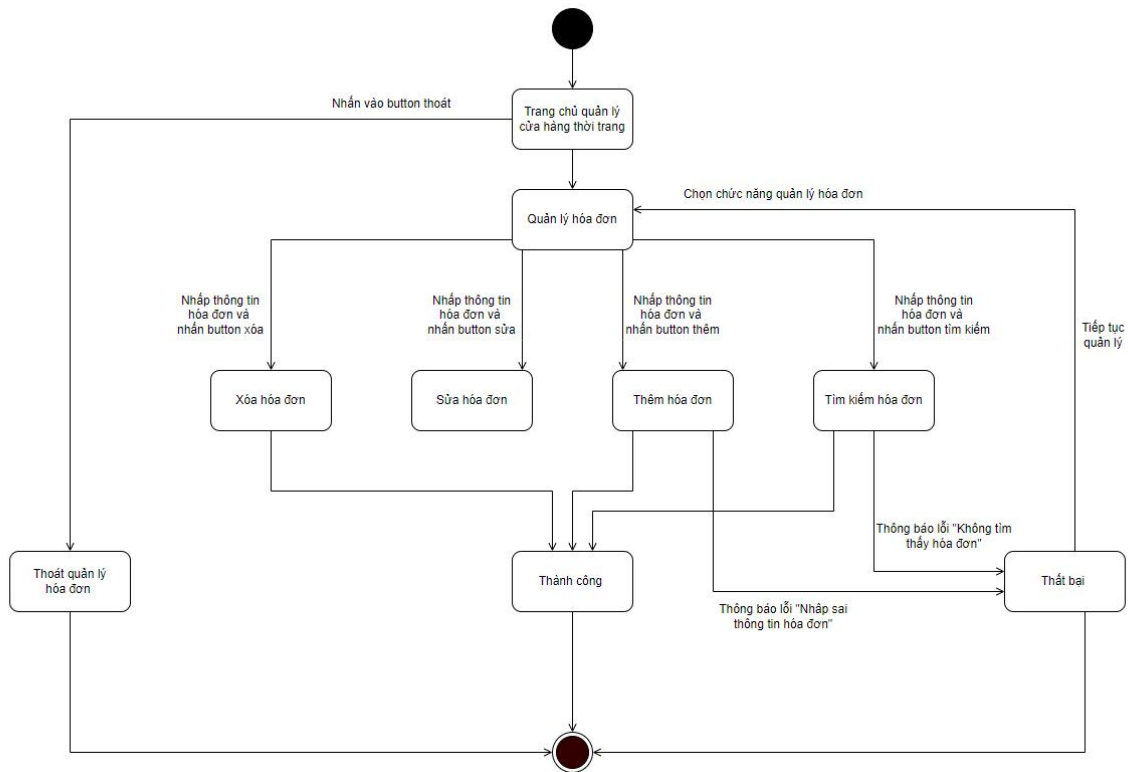 Nhấn vào button thoát
Trang chủ quản lý
cửa hàng thời trang
Chọn chức năng quản lý hóa đơn
Quản lý hóa đơn
Nhấp thông tin
hóa đơn và
nhấn button xóa
Nhấp thông tin
hóa đơn và
nhấn button sửa
Nhấp thông tin
hóa đơn và
nhấn button thêm
Nhấp thông tin
hóa đơn và
nhấn button tìm kiếm
Tiếp tục
quản lý
Xóa hóa đơn
Sửa hóa đơn
Thêm hóa đơn
Tìm kiếm hóa đơn
Thông báo lỗi "Không tìm
thấy hóa đơn"
Thoát quản lý
hóa đơn
Thành công
Thất bại
Thông báo lỗi "Nhâp sai
thông tin hóa đơn"